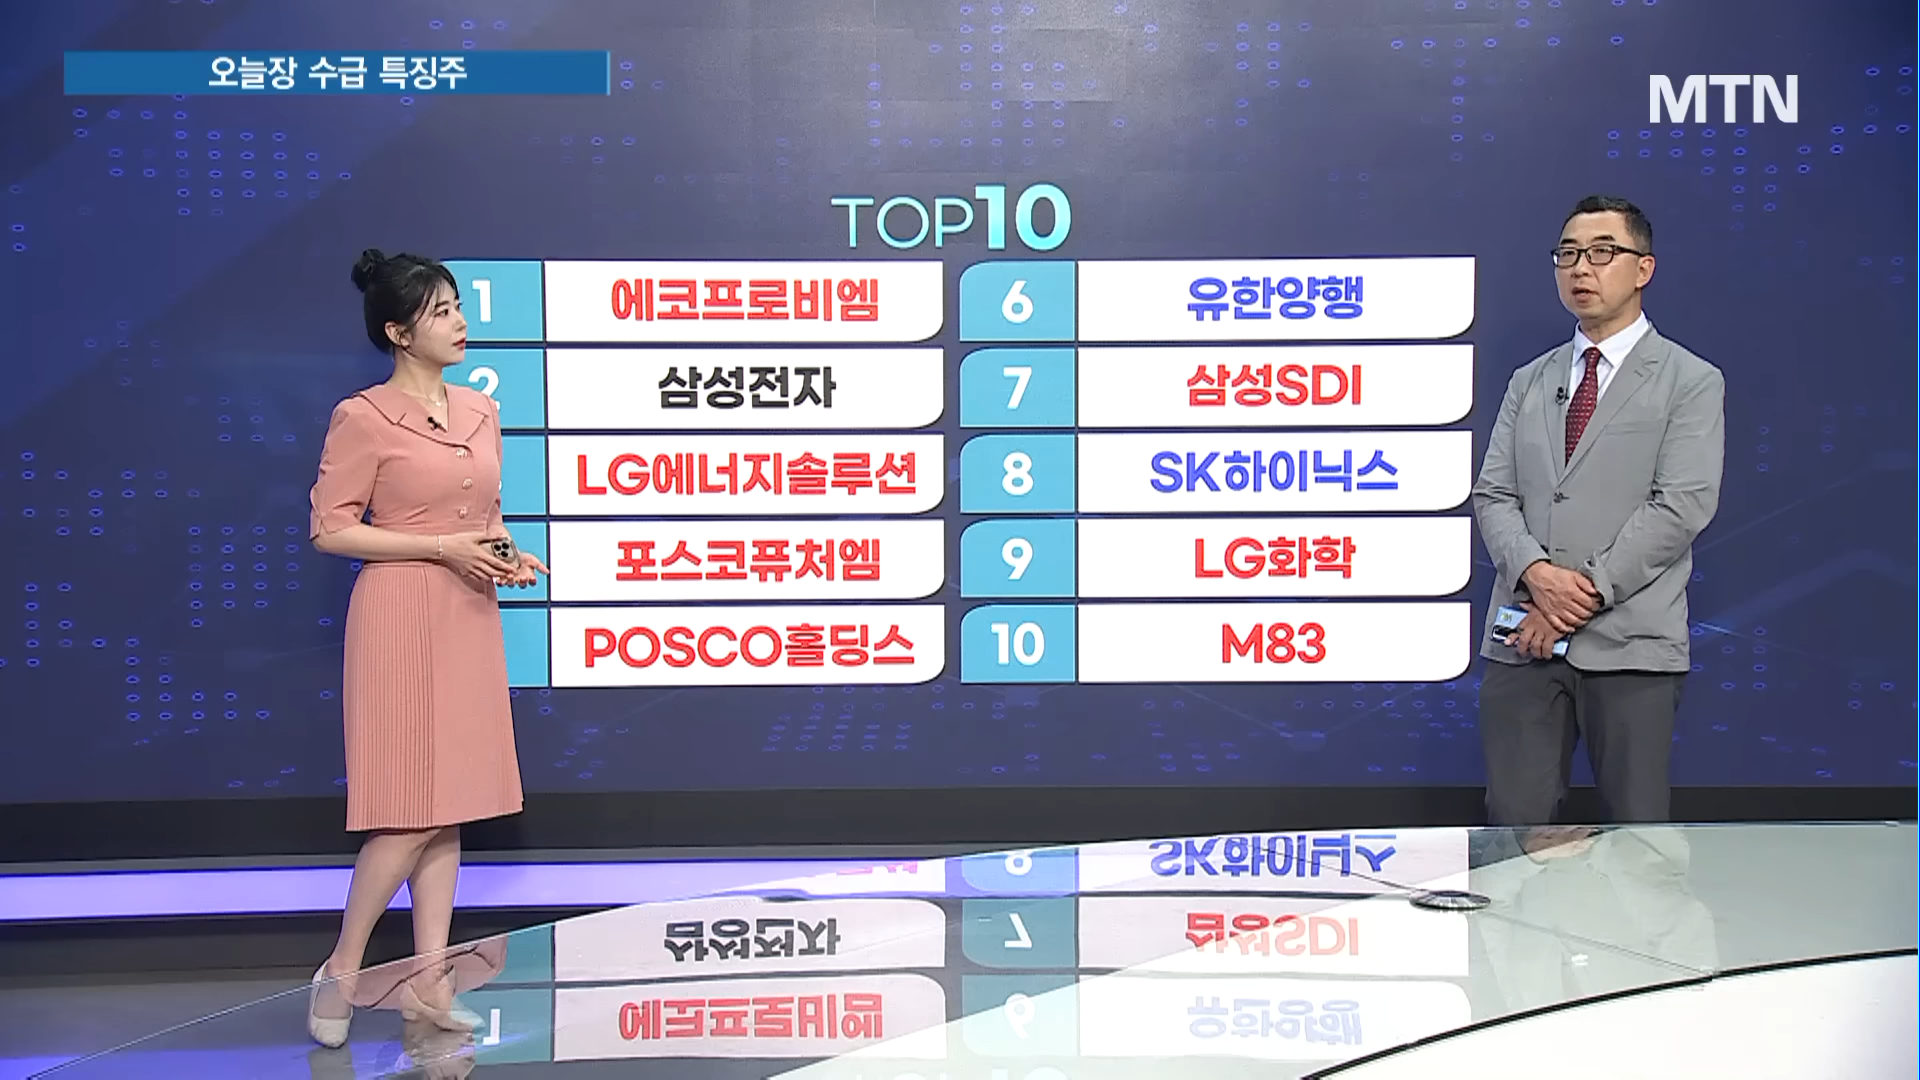 오늘장 수급 특징주
MTN
TOP10
1 에코프로비엠
2 삼성전자
LG에너지솔루션
포스코퓨처엠
POSCO홀딩스
6 유한양행
7 삼성SDI
8 SK하이닉스
9 LG화학
10 M83